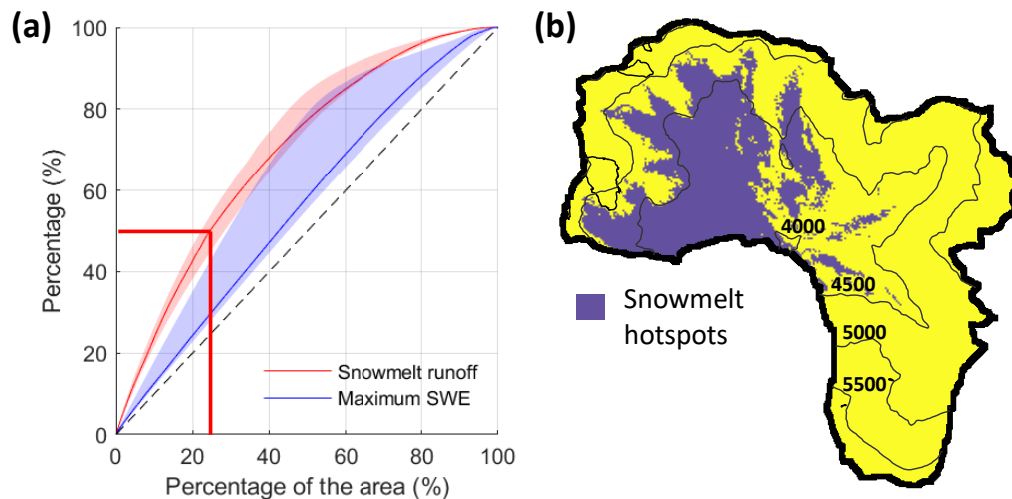 (a)
100
80
60
40
20
0
Percentage (%)
Snowmelt runoff
Maximum SWE
0 20 40 60 80 100
Percentage of the area (%)
(b)
4000
4500
5000
5500
Snowmelt
hotspots